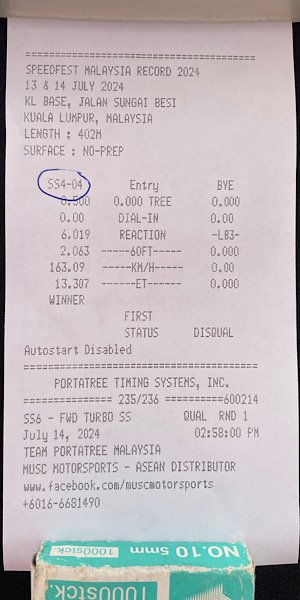 ==================================
SPEEDFEST MALAYSIA RECORD 2024
13 & 14 JULY 2024
KL BASE, JALAN SUNGAI BESI
KUALA LUMPUR, MALAYSIA
LENGTH : 402M
SURFACE : NO-PREP
SS4-04 Entry BYE
0.500 0.000 TREE 0.000
0.00 DIAL-IN 0.00
6.019 REACTION -LB3-
2.063 -----60FT----- 0.000
163.09 -----KM/H----- 0.00
13.307 ------ET------ 0.000
WINNER
FIRST
STATUS DISQUAL
Autostart Disabled
==================================
PORTATREE TIMING SYSTEMS, INC.
============= 235/236 ==========600214
SS6 - FWD TURBO SS QUAL RND 1
July 14, 2024 02:58:00 PM
TEAM PORTATREE MALAYSIA
MUSC MOTORSPORTS - ASEAN DISTRIBUTOR
www.facebook.com/muscmotorsports
+6016-6681490
NO.10 5mm 1000STCK.
1000STCK.